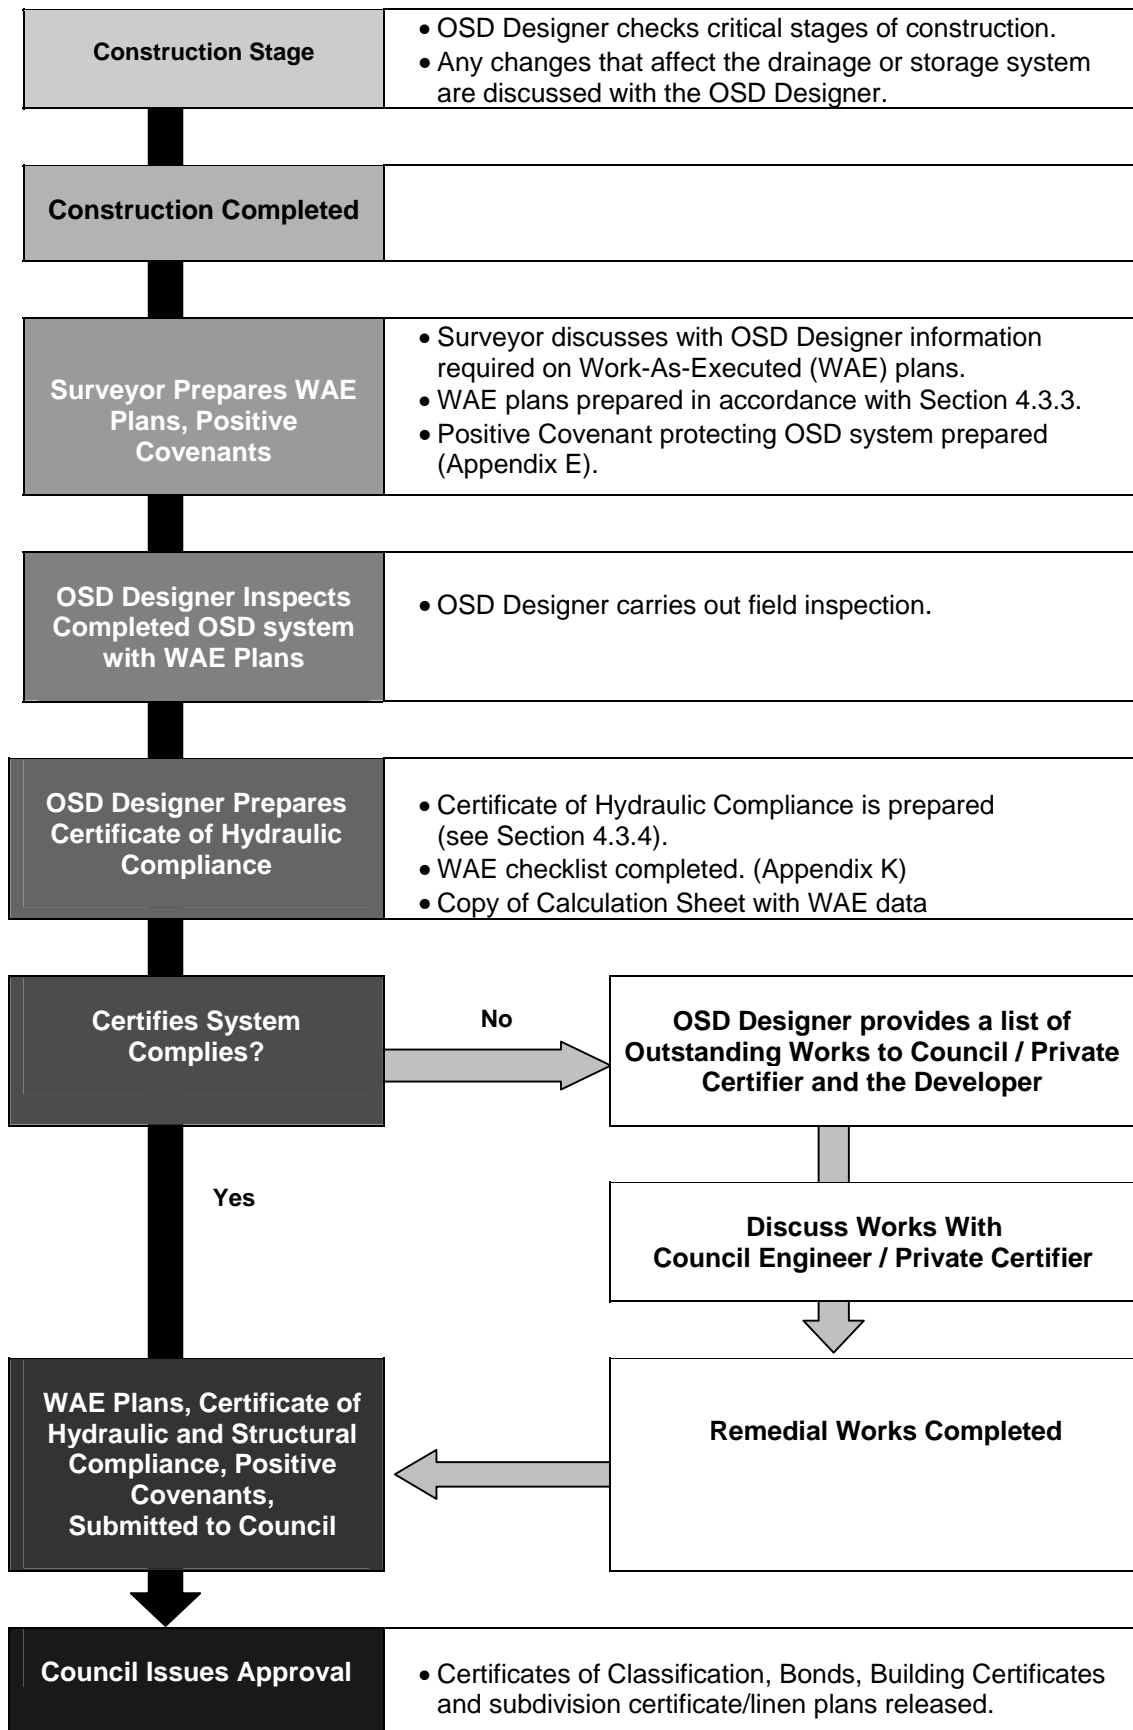 Construction Stage
• OSD Designer checks critical stages of construction.
• Any changes that affect the drainage or storage system
are discussed with the OSD Designer.
Construction Completed
Surveyor Prepares WAE
Plans, Positive
Covenants
• Surveyor discusses with OSD Designer information
required on Work-As-Executed (WAE) plans.
• WAE plans prepared in accordance with Section 4.3.3.
• Positive Covenant protecting OSD system prepared
(Appendix E).
OSD Designer Inspects
Completed OSD system
with WAE Plans
• OSD Designer carries out field inspection.
OSD Designer Prepares
Certificate of Hydraulic
Compliance
• Certificate of Hydraulic Compliance is prepared
(see Section 4.3.4).
• WAE checklist completed. (Appendix K)
• Copy of Calculation Sheet with WAE data
Certifies System
Complies?
No
OSD Designer provides a list of
Outstanding Works to Council / Private
Certifier and the Developer
Yes
Discuss Works With
Council Engineer / Private Certifier
Remedial Works Completed
WAE Plans, Certificate of
Hydraulic and Structural
Compliance, Positive
Covenants,
Submitted to Council
Council Issues Approval
• Certificates of Classification, Bonds, Building Certificates
and subdivision certificate/linen plans released.